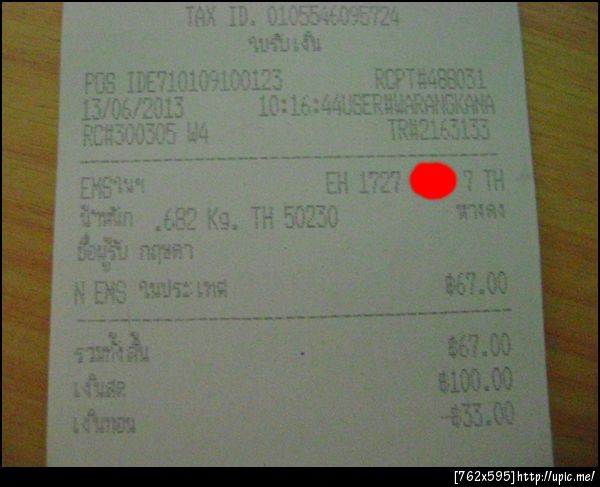 TAX ID. 0105546095724
ใบรับเงิน
POS IDE710109100123 RCPT#488031
13/06/2013 10:16:44USER#WARANGKANA
RC#300305 W4 TR#2163133
EMSในฯ EH 1727 7 TH
น้ำหนัก .682 Kg. TH 50230 หางดง
ชื่อผู้รับ กฤษดา
N EMS ในประเทศ ฿67.00
รวมทั้งสิ้น ฿67.00
เงินสด ฿100.00
เงินทอน -฿33.00
[762x595]http://upic.me/